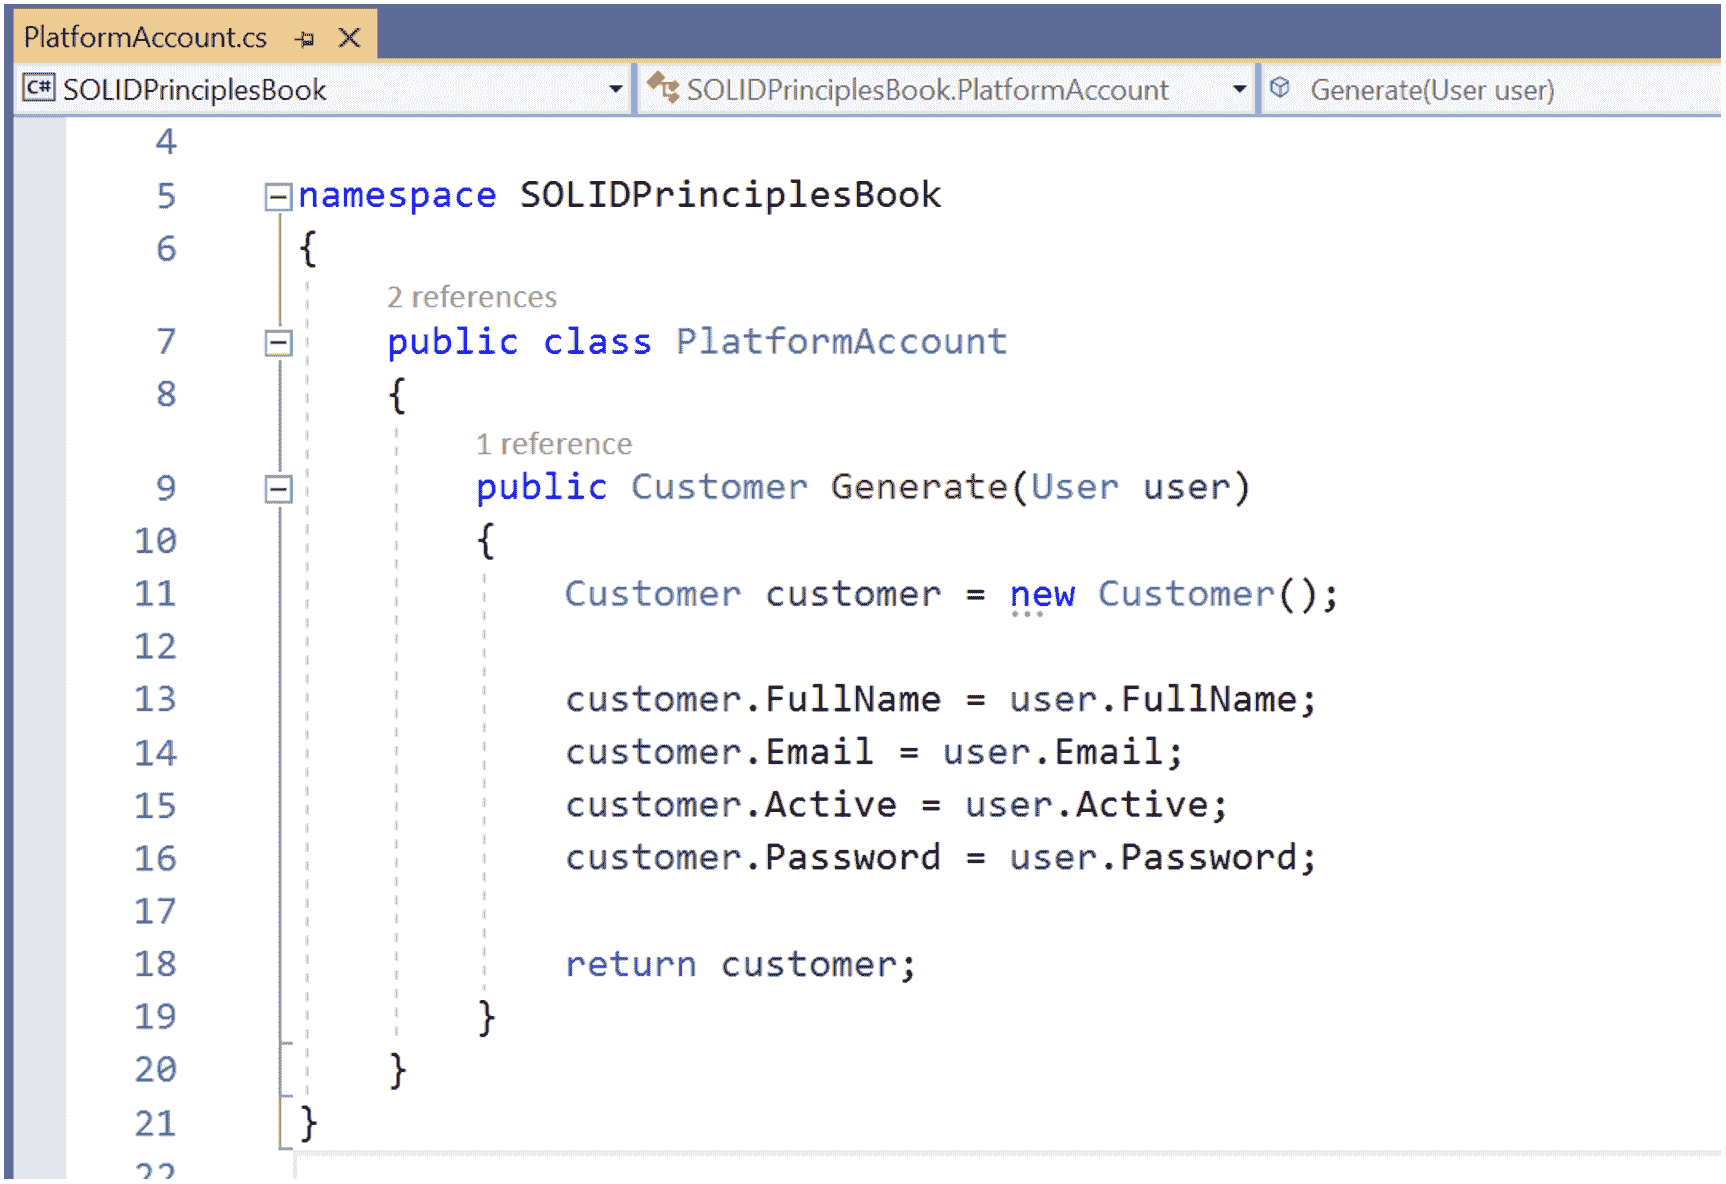 PlatformAccount.cs
C# SOLIDPrinciplesBook SOLIDPrinciplesBook.PlatformAccount Generate(User user)
4
5 namespace SOLIDPrinciplesBook
6 {
2 references
7 public class PlatformAccount
8 {
1 reference
9 public Customer Generate(User user)
10 {
11 Customer customer = new Customer();
12
13 customer.FullName = user.FullName;
14 customer.Email = user.Email;
15 customer.Active = user.Active;
16 customer.Password = user.Password;
17
18 return customer;
19 }
20 }
21 }
22